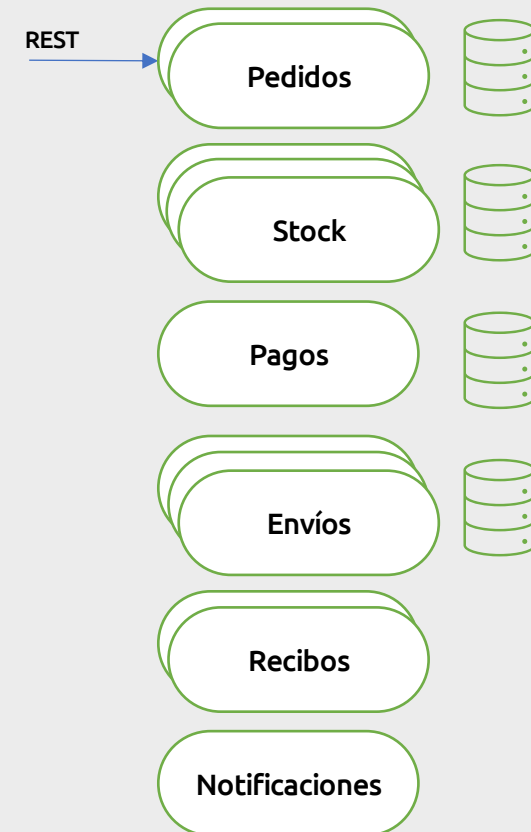 REST
Pedidos
Stock
Pagos
Envíos
Recibos
Notificaciones